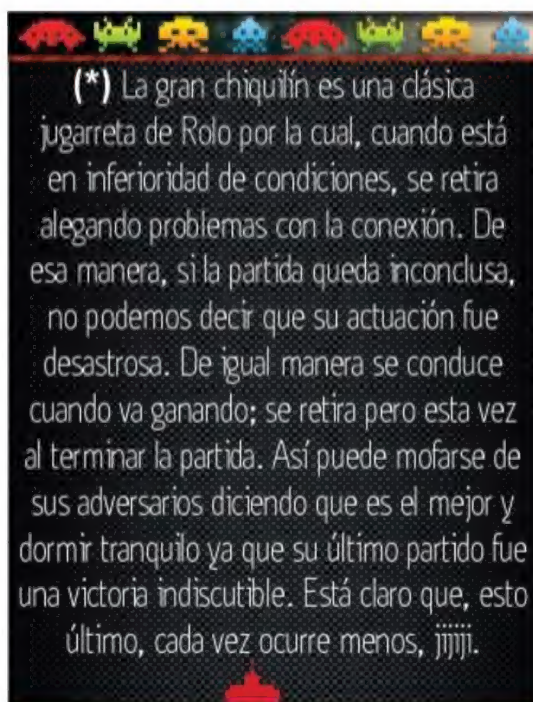 (*) La gran chiquilín es una clásica
jugarreta de Rolo por la cual, cuando está
en inferioridad de condiciones, se retira
alegando problemas con la conexión. De
esa manera, si la partida queda inconclusa,
no podemos decir que su actuación fue
desastrosa. De igual manera se conduce
cuando va ganando; se retira pero esta vez
al terminar la partida. Así puede mofarse de
sus adversarios diciendo que es el mejor y
dormir tranquilo ya que su último partido fue
una victoria indiscutible. Está claro que, esto
último, cada vez ocurre menos, jijiji.